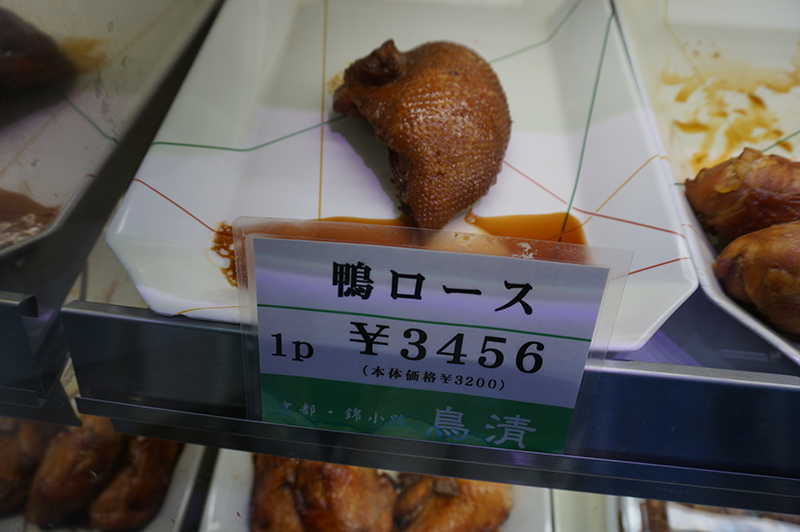 鴨ロース
1p ¥3456
(本体価格¥3200)
京都・錦小路 鳥清